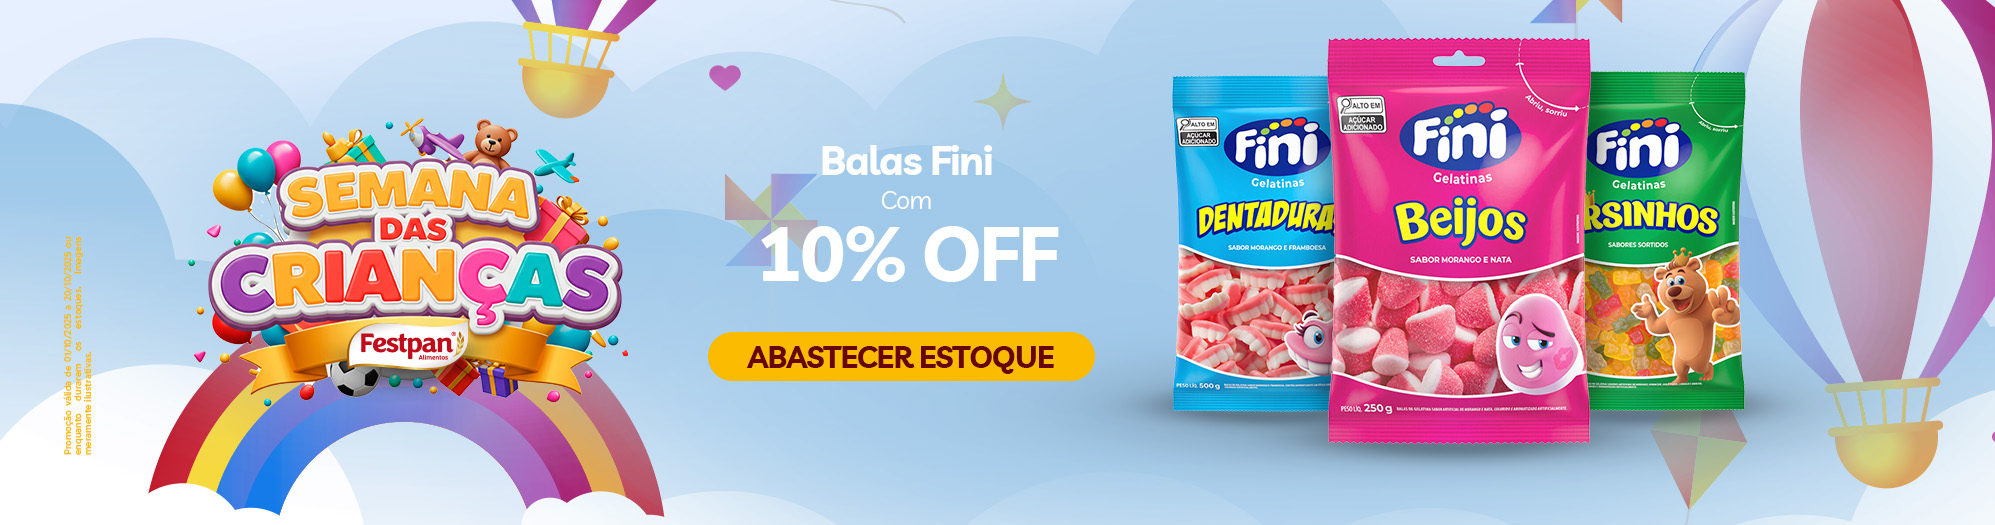 Promoção válida de 01/10/2025 a 20/10/2025 ou
enquanto durarem os estoques. Imagens
meramente ilustrativas.
SEMANA
DAS
CRIANÇAS
Festpan®
Alimentos
Balas Fini
Com
10% OFF
ABASTECER ESTOQUE
ALTO EM
AÇÚCAR
ADICIONADO
Fini
Gelatinas
DENTADURA
SABOR MORANGO E FRAMBOESA
PESO LÍQ. 500g
Abriu, sorriu
ALTO EM
AÇÚCAR
ADICIONADO
Fini
Gelatinas
Beijos
SABOR MORANGO E NATA
PESO LÍQ. 250g
Abriu, sorriu
Fini
Gelatinas
RSINHOS
SABORES SORTIDOS